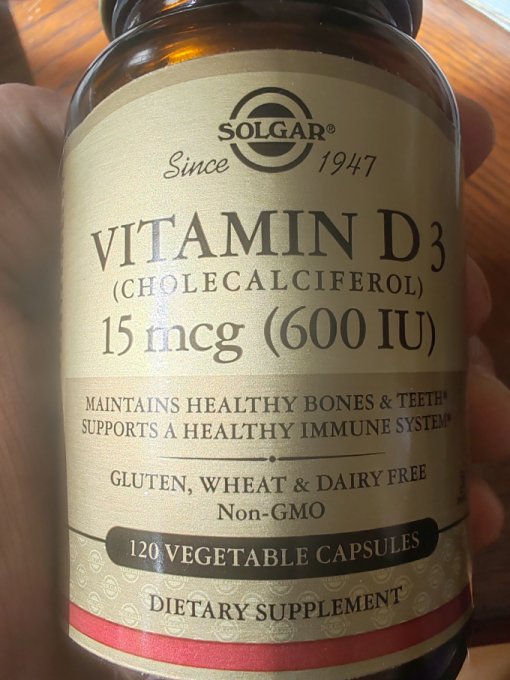 SOLGAR®
Since 1947
VITAMIN D3
(CHOLECALCIFEROL)
15 mcg (600 IU)
MAINTAINS HEALTHY BONES & TEETH*
SUPPORTS A HEALTHY IMMUNE SYSTEM*
GLUTEN, WHEAT & DAIRY FREE
Non-GMO
120 VEGETABLE CAPSULES
DIETARY SUPPLEMENT